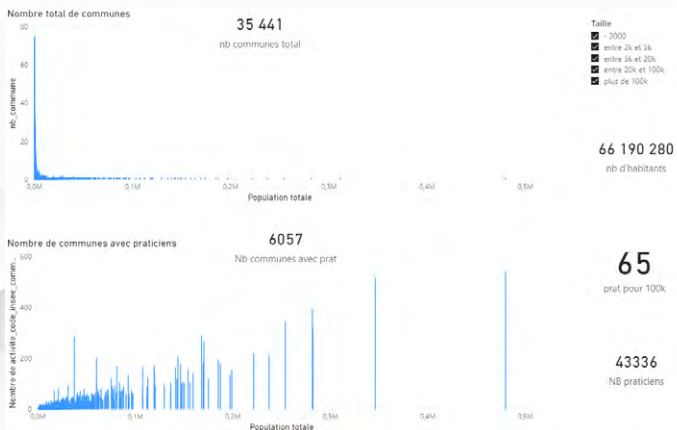 Nombre total de communes
35 441
nb communes total
80
60
40
20
0
nb_commune
0,0M
0,1M
0,2M
0,3M
0,4M
0,5M
Population totale
Taille
- 2000
entre 2k et 5k
entre 5k et 20k
entre 20k et 100k
plus de 100k
66 190 280
nb d'habitants
Nombre de communes avec praticiens
6057
Nb communes avec prat
600
400
200
0
Nombre de activite_code_insee_comm...
0,0M
0,1M
0,2M
0,3M
0,4M
0,5M
Population totale
65
prat pour 100k
43336
NB praticiens